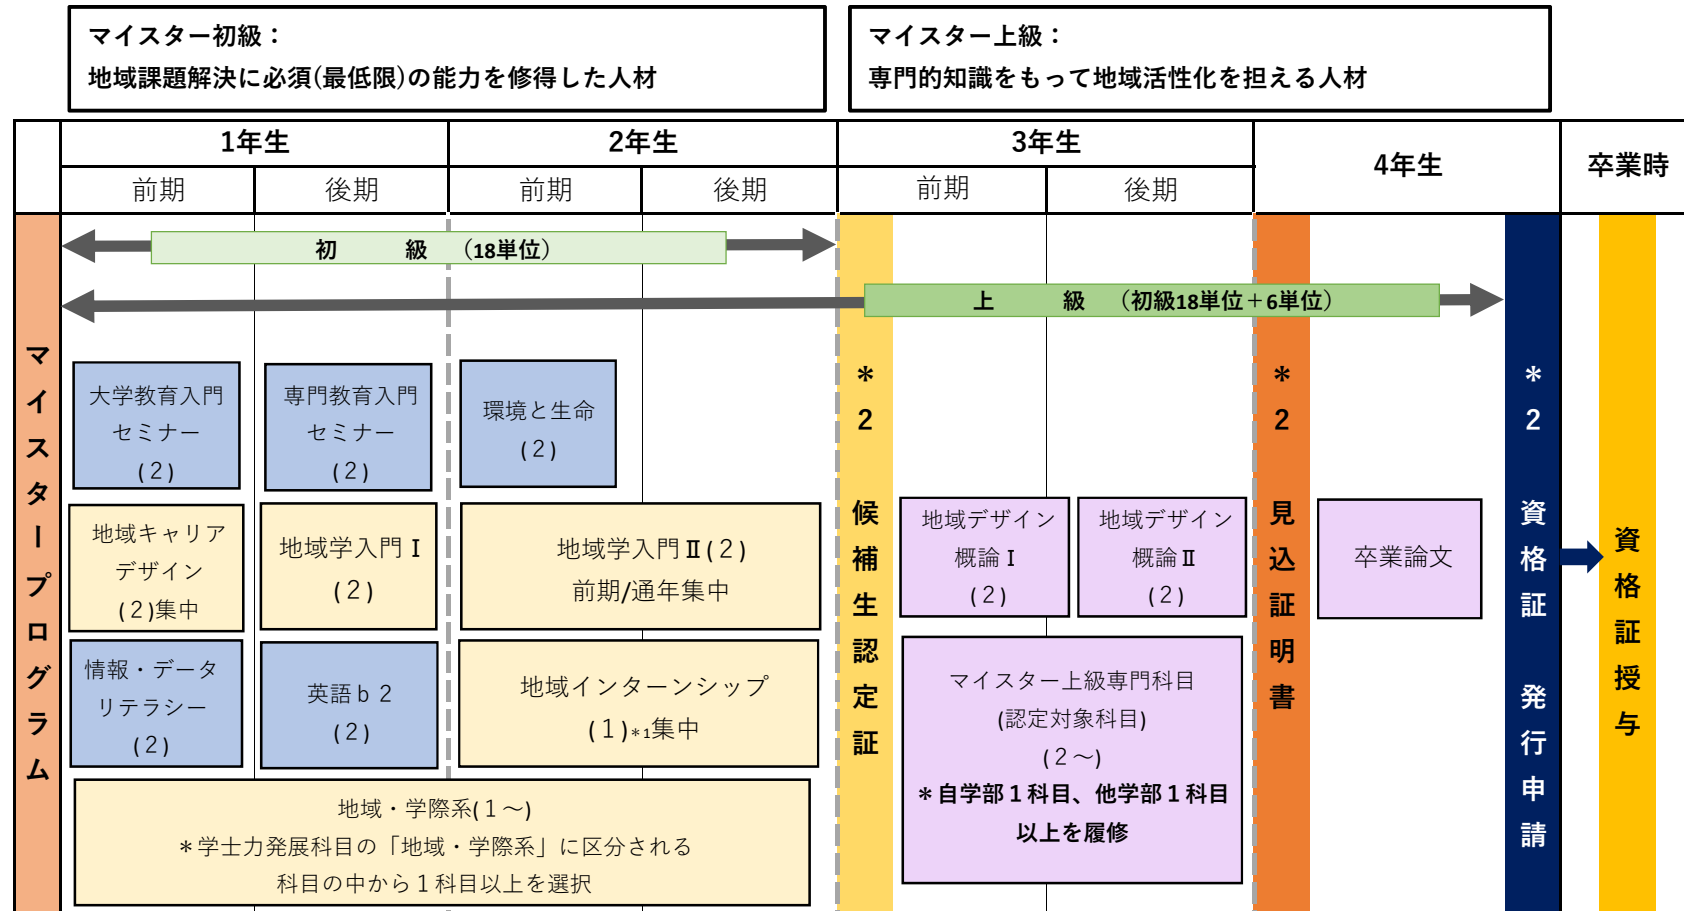 マイスター初級：
地域課題解決に必須(最低限)の能力を修得した人材
マイスター上級：
専門的知識をもって地域活性化を担える人材
1年生
2年生
3年生
4年生
卒業時
前期
後期
前期
後期
前期
後期
初　級　（18単位）
上　級　（初級18単位＋6単位）
マイスタープログラム
大学教育入門
セミナー
(２)
専門教育入門
セミナー
(２)
環境と生命
(２)
地域キャリア
デザイン
(２)集中
地域学入門Ⅰ
(２)
地域学入門Ⅱ(２)
前期/通年集中
情報・データ
リテラシー
(２)
英語ｂ２
(２)
地域インターンシップ
(１)*1集中
地域・学際系(１～)
＊学士力発展科目の「地域・学際系」に区分される
科目の中から１科目以上を選択
＊2 候補生認定証
地域デザイン
概論Ⅰ
(２)
地域デザイン
概論Ⅱ
(２)
マイスター上級専門科目
(認定対象科目)
(２～)
＊自学部１科目、他学部１科目
以上を履修
＊2 見込証明書
卒業論文
＊2 資格証 発行申請
資格証授与